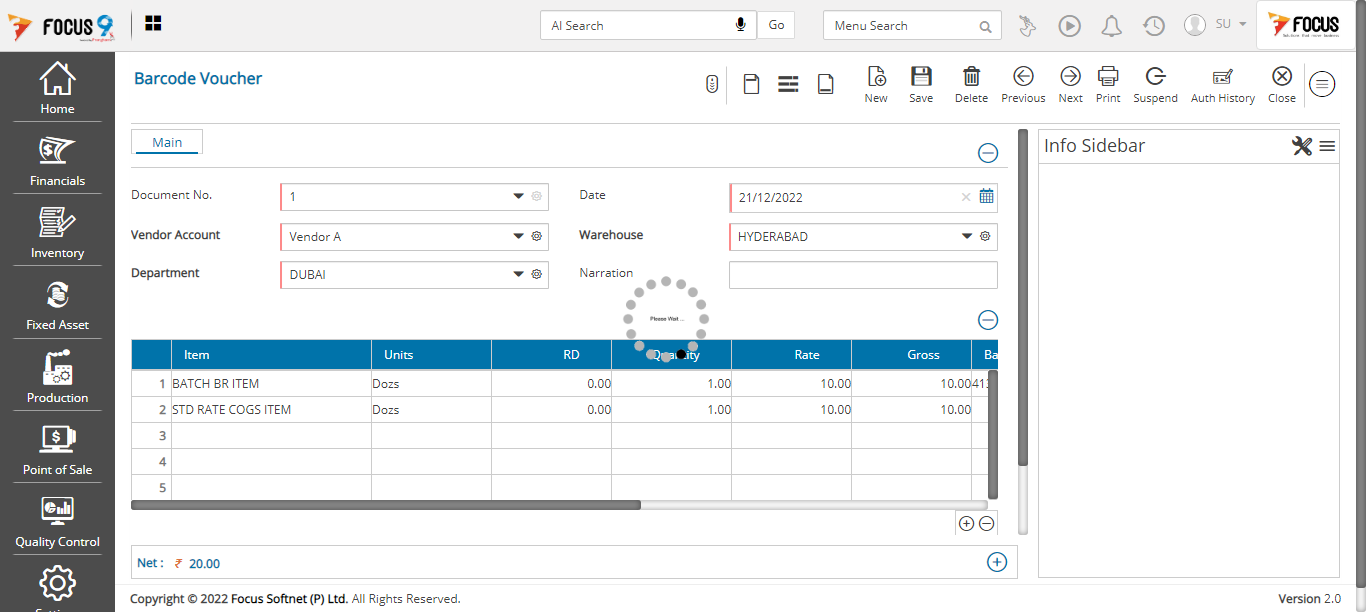 FOCUS 9
AI Search
Go
Menu Search
SU
FOCUS
Barcode Voucher
New
Save
Delete
Previous
Next
Print
Suspend
Auth History
Close
Home
Financials
Inventory
Fixed Asset
Production
Point of Sale
Quality Control
Main
Info Sidebar
Document No.
1
Date
21/12/2022
Vendor Account
Vendor A
Warehouse
HYDERABAD
Department
DUBAI
Narration
Please Wait ...
Item Units RD Quantity Rate Gross Ba
1 BATCH BR ITEM Dozs 0.00 1.00 10.00 10.00 413
2 STD RATE COGS ITEM Dozs 0.00 1.00 10.00 10.00
3
4
5
Net : ₹ 20.00
Copyright © 2022 Focus Softnet (P) Ltd. All Rights Reserved.
Version 2.0